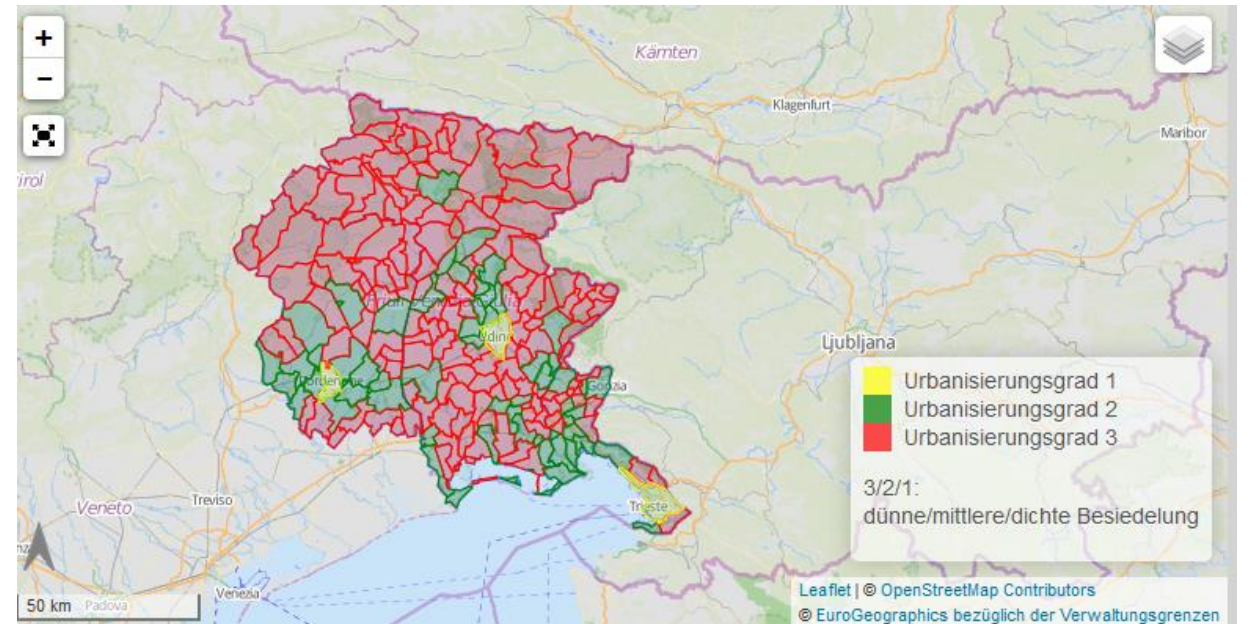 +
Kärnten
−
Klagenfurt
Maribor
irol
Udine
Ljubljana
Pordenone
Gorizia
Urbanisierungsgrad 1
Urbanisierungsgrad 2
Urbanisierungsgrad 3
3/2/1:
dünne/mittlere/dichte Besiedelung
Treviso
Veneto
Trieste
Venezia
50 km
Padova
Leaflet | © OpenStreetMap Contributors
© EuroGeographics bezüglich der Verwaltungsgrenzen